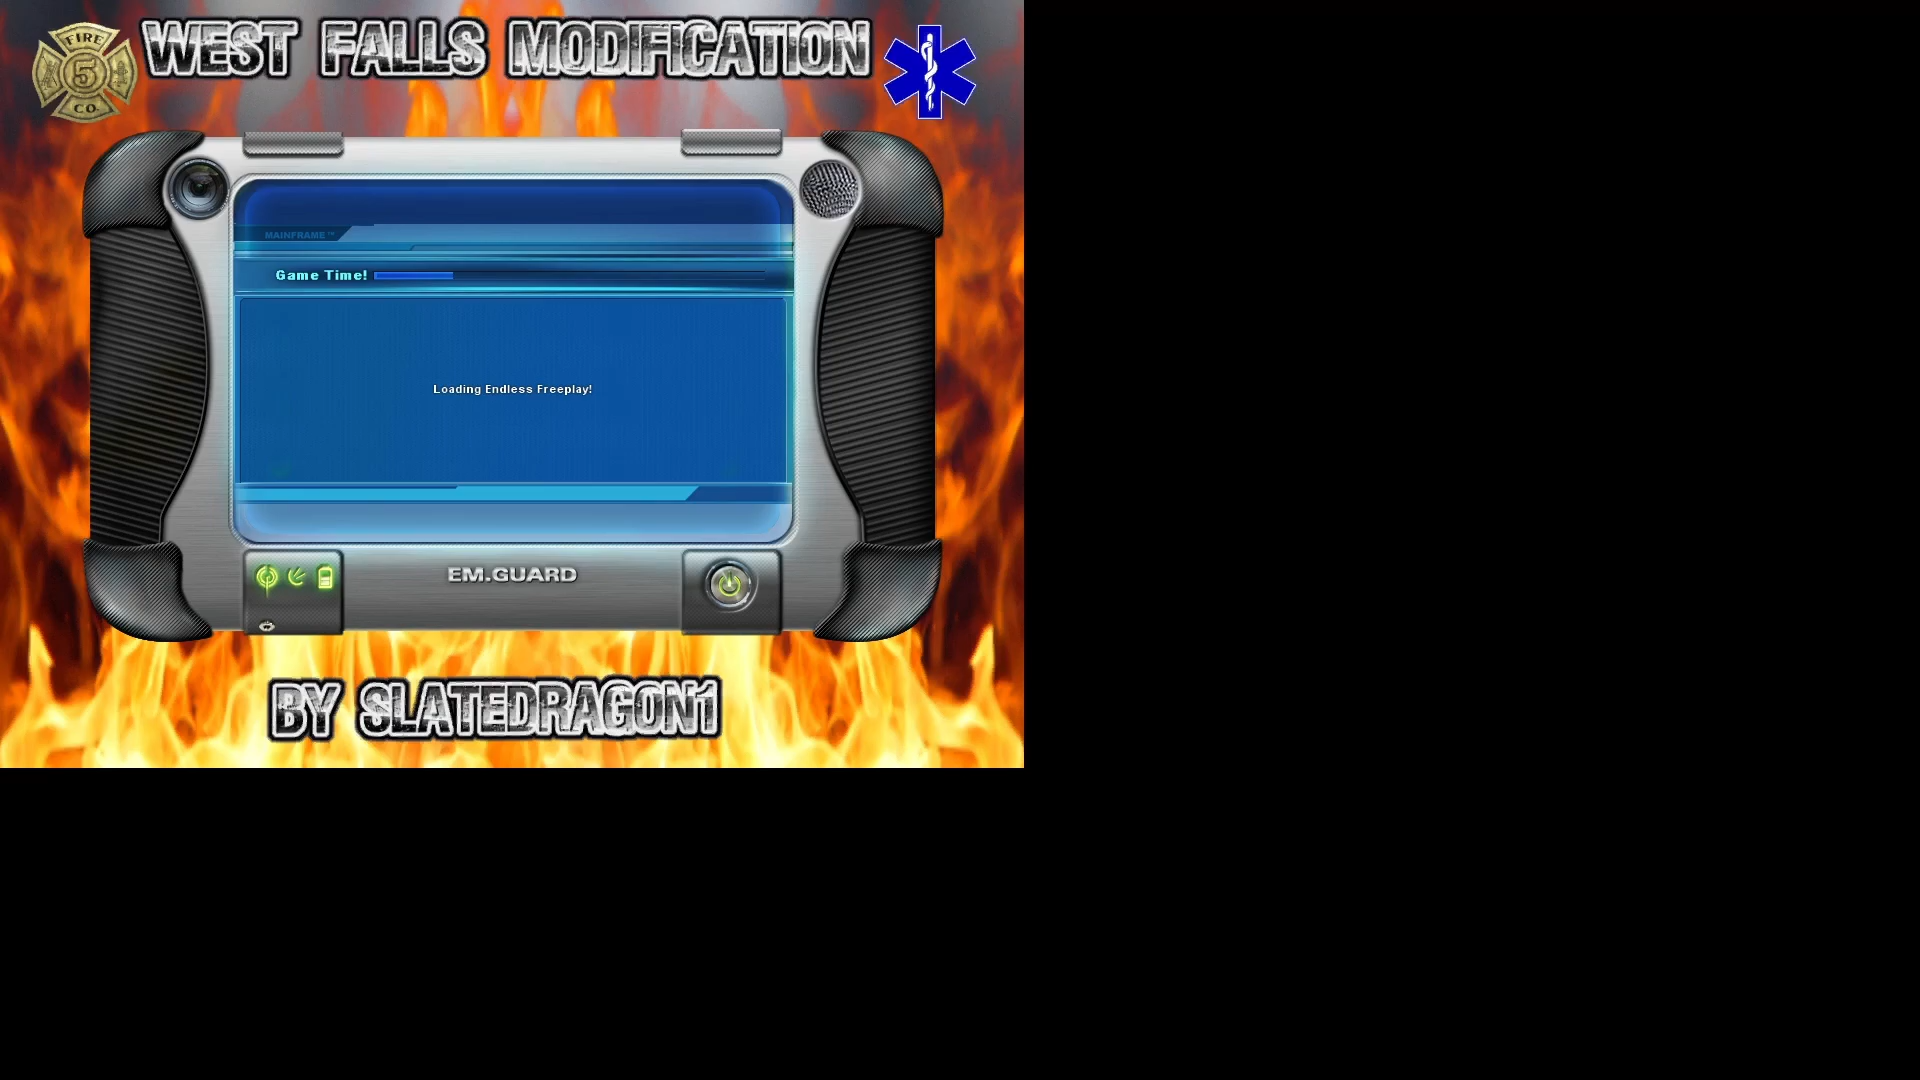 WEST FALLS MODIFICATION
FIRE
5
CO
MAINFRAME™
Game Time!
Loading Endless Freeplay!
EM.GUARD
BY SLATEDRAGON1